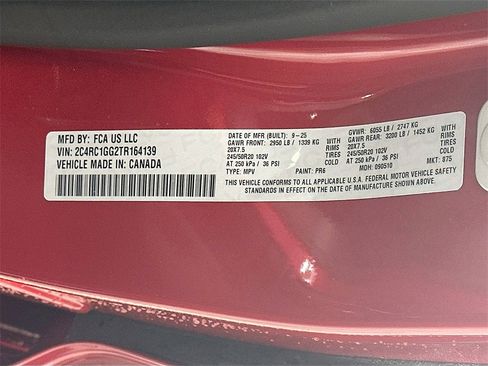 MFD BY: FCA US LLC
VIN: 2C4RC1GG2TR164139
VEHICLE MADE IN: CANADA
DATE OF MFR (BUILT): 9-25
GVWR: 6055 LB / 2747 KG
GAWR FRONT: 2950 LB / 1339 KG
GAWR REAR: 3200 LB / 1452 KG
20X7.5 RIMS 20X7.5 RIMS
245/50R20 102V TIRES 245/50R20 102V TIRES
AT 250 kPa / 36 PSI COLD AT 250 kPa / 36 PSI COLD
TYPE: MPV PAINT: PR6 MDH: 090510 MKT: 875
THIS VEHICLE CONFORMS TO ALL APPLICABLE U.S.A. FEDERAL MOTOR VEHICLE SAFETY
STANDARDS IN EFFECT ON THE DATE OF MANUFACTURE SHOWN ABOVE.